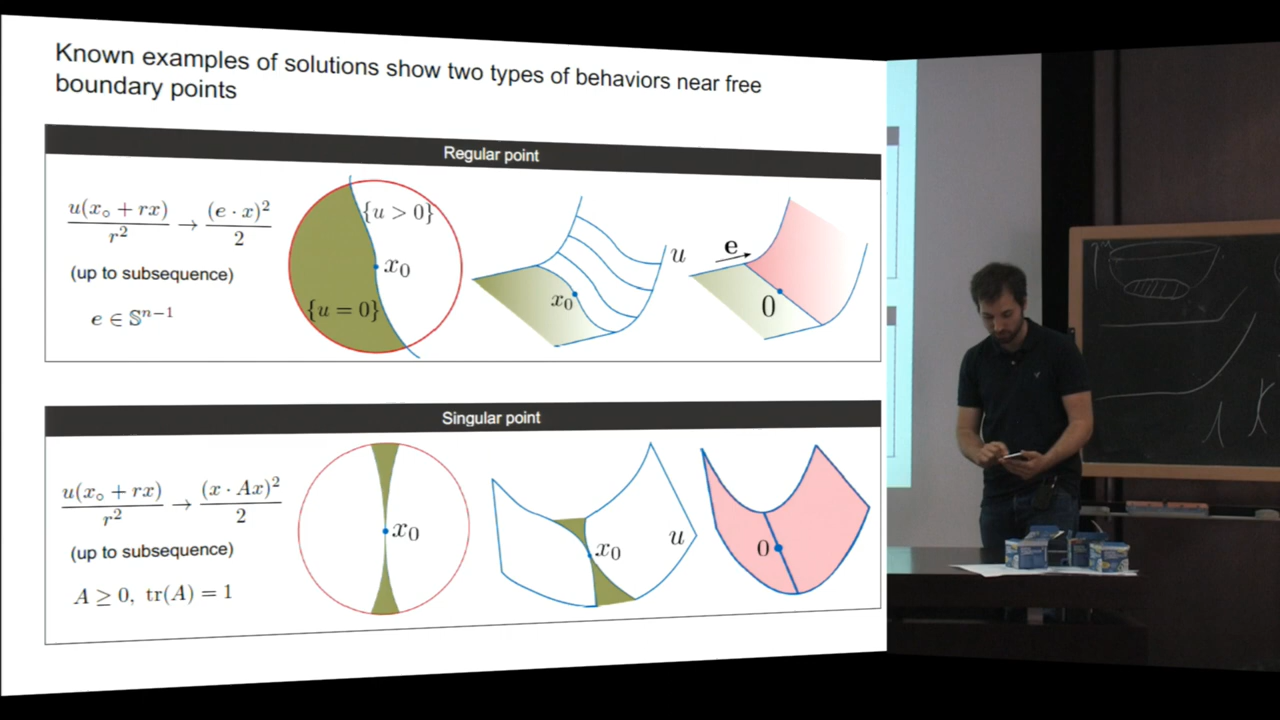 Known examples of solutions show two types of behaviors near free
boundary points
Regular point
u(x₀ + rx)/r² → (e · x)²/2
(up to subsequence)
e ∈ 𝕊ⁿ⁻¹
{u > 0}
x₀
{u = 0}
x₀
u
e
0
Singular point
u(x₀ + rx)/r² → (x · Ax)²/2
(up to subsequence)
A ≥ 0, tr(A) = 1
x₀
x₀
u
0